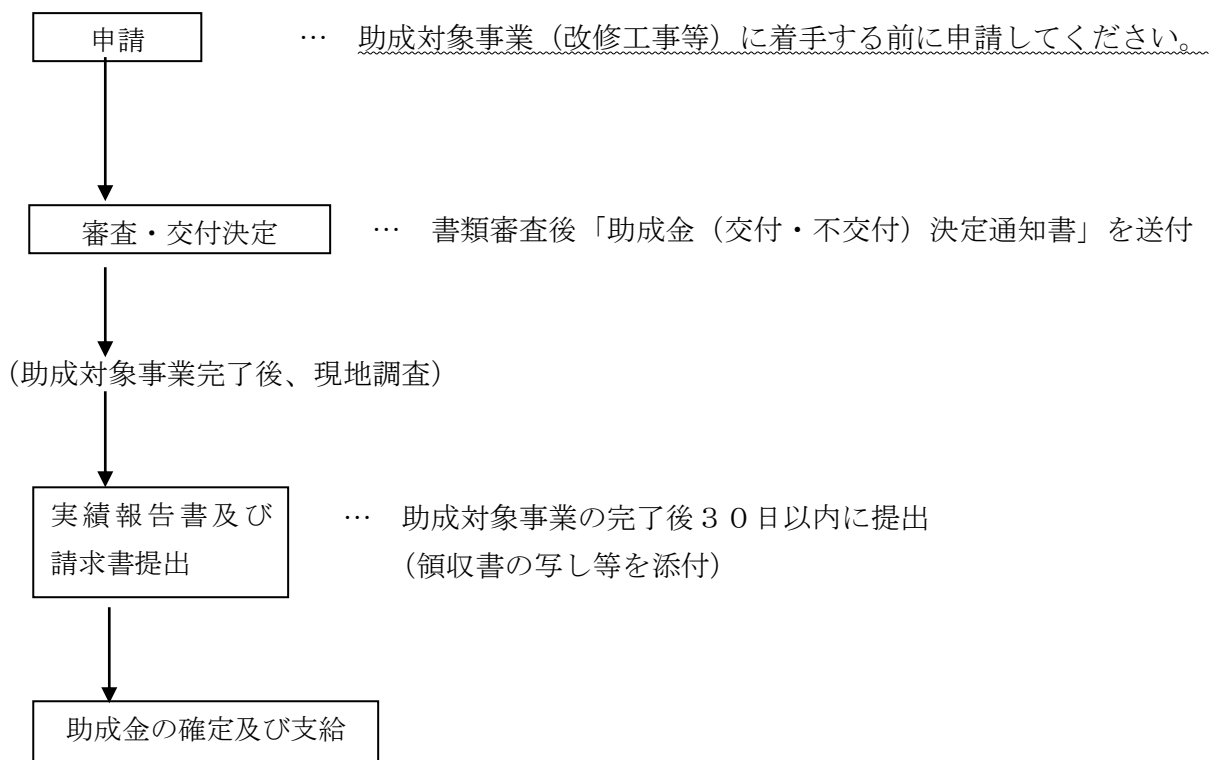 申請 … 助成対象事業（改修工事等）に着手する前に申請してください。
審査・交付決定 … 書類審査後「助成金（交付・不交付）決定通知書」を送付
（助成対象事業完了後、現地調査）
実績報告書及び … 助成対象事業の完了後３０日以内に提出
請求書提出 （領収書の写し等を添付）
助成金の確定及び支給